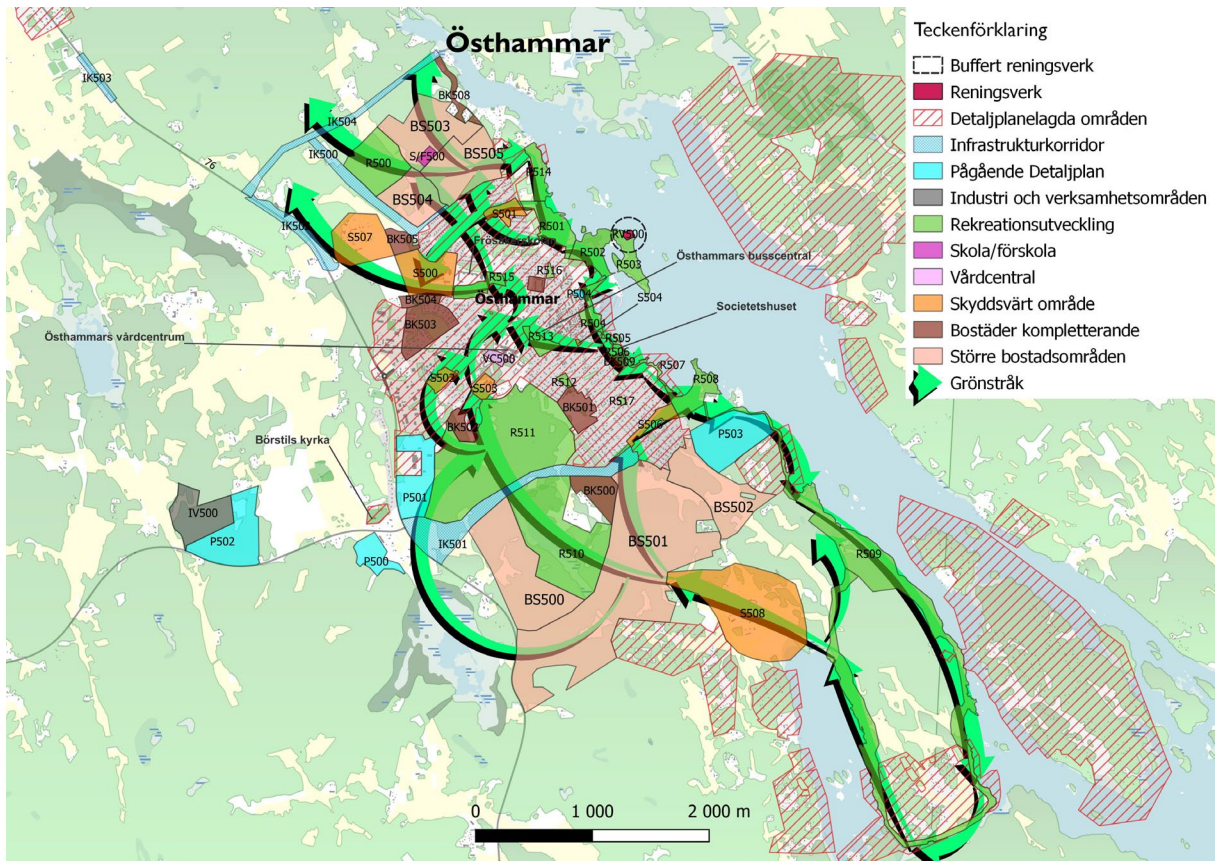 Östhammar
Teckenförklaring
Buffert reningsverk
Reningsverk
Detaljplanelagda områden
Infrastrukturkorridor
Pågående Detaljplan
Industri och verksamhetsområden
Rekreationsutveckling
Skola/förskola
Vårdcentral
Skyddsvärt område
Bostäder kompletterande
Större bostadsområden
Grönstråk
IK503
BK508
IK504
BS503
76
IK500
R500
S/F500
BS505
R514
BS504
S501
R501
RV500
S507
BK505
R502
R503
Östhammars busscentral
S500
R515
R516
S504
BK504
Östhammar
Societetshuset
BK503
R504
R505
R513
R506
Östhammars vårdcentrum
VC500
R507
S502
S503
R512
R508
BK501
R517
BK502
S506
R511
P503
Börstils kyrka
P501
BK500
IV500
BS502
P502
IK501
R510
BS501
R509
P500
BS500
S508
0
1 000
2 000 m